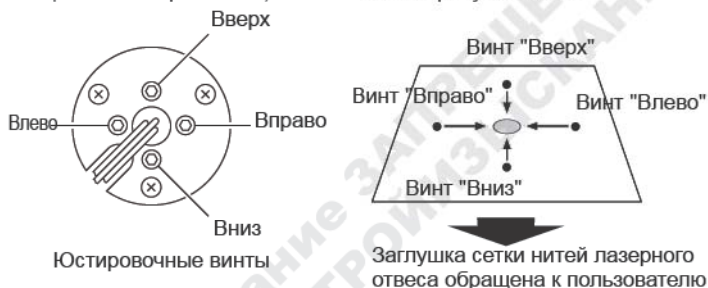 Вверх
Влево
Вправо
Вниз
Юстировочные винты
Винт "Вверх"
Винт "Вправо"
Винт "Влево"
Винт "Вниз"
Заглушка сетки нитей лазерного
отвеса обращена к пользователю